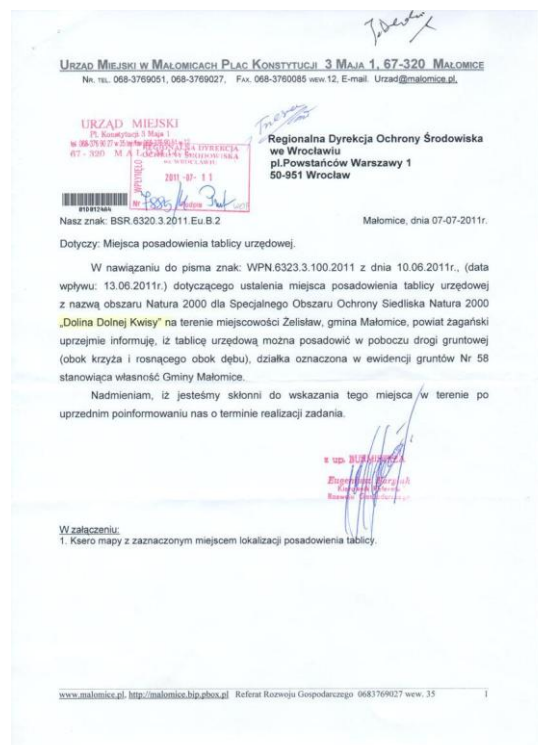 URZĄD MIEJSKI W MAŁOMICACH PLAC KONSTYTUCJI 3 MAJA 1, 67-320 MAŁOMICE
NR. TEL. 068-3769051, 068-3769027, FAX. 068-3760085 wew.12, E-mail. Urzad@malomice.pl,
URZĄD MIEJSKI
Pl. Konstytucji 3 Maja 1
67 - 320
REGIONALNA DYREKCJA
OCHRONY ŚRODOWISKA
we WROCŁAWIU
WPŁYNĘŁO
2011 -07- 11
Nr
podpis
Regionalna Dyrekcja Ochrony Środowiska
we Wrocławiu
pl.Powstańców Warszawy 1
50-951 Wrocław
Nasz znak: BSR.6320.3.2011.Eu.B.2
Małomice, dnia 07-07-2011r.
Dotyczy: Miejsca posadowienia tablicy urzędowej.
W nawiązaniu do pisma znak: WPN.6323.3.100.2011 z dnia 10.06.2011r., (data
wpływu: 13.06.2011r.) dotyczącego ustalenia miejsca posadowienia tablicy urzędowej
z nazwą obszaru Natura 2000 dla Specjalnego Obszaru Ochrony Siedliska Natura 2000
„Dolina Dolnej Kwisy" na terenie miejscowości Żelisław, gmina Małomice, powiat żagański
uprzejmie informuję, iż tablicę urzędową można posadowić w poboczu drogi gruntowej
(obok krzyża i rosnącego obok dębu), działka oznaczona w ewidencji gruntów Nr 58
stanowiąca własność Gminy Małomice.
Nadmieniam, iż jesteśmy skłonni do wskazania tego miejsca w terenie po
uprzednim poinformowaniu nas o terminie realizacji zadania.
z up. BURMISTRZA
W załączeniu:
1. Ksero mapy z zaznaczonym miejscem lokalizacji posadowienia tablicy.
www.malomice.pl, http://malomice.bip.pbox.pl Referat Rozwoju Gospodarczego 0683769027 wew. 35 1